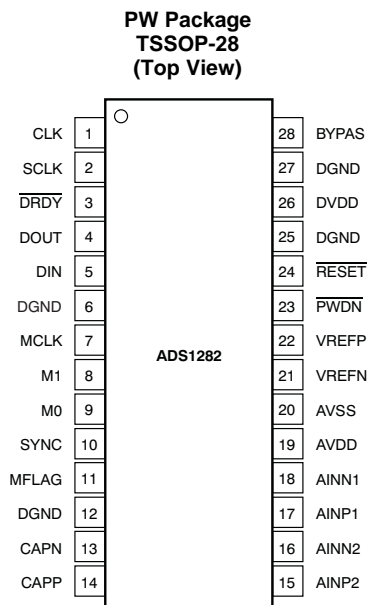 PW Package
TSSOP-28
(Top View)
CLK 1 28 BYPAS
SCLK 2 27 DGND
DRDY 3 26 DVDD
DOUT 4 25 DGND
DIN 5 24 RESET
DGND 6 23 PWDN
MCLK 7 22 VREFP
ADS1282
M1 8 21 VREFN
M0 9 20 AVSS
SYNC 10 19 AVDD
MFLAG 11 18 AINN1
DGND 12 17 AINP1
CAPN 13 16 AINN2
CAPP 14 15 AINP2